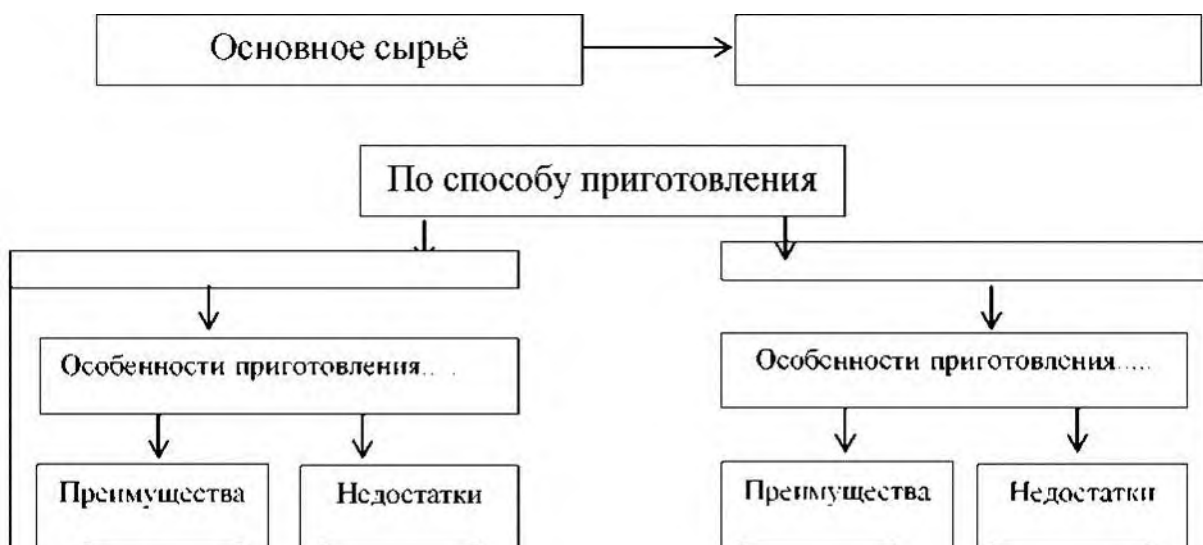 Основное сырьё
По способу приготовления
Особенности приготовления.. .
Особенности приготовления.....
Преимущества
Недостатки
Преимущества
Недостатки